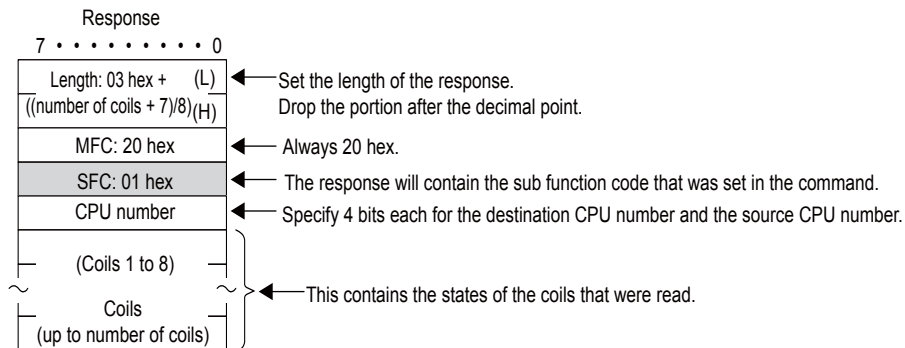 Response
7 • • • • • • • • • 0
Length: 03 hex + (L)
((number of coils + 7)/8) (H)
Set the length of the response.
Drop the portion after the decimal point.
MFC: 20 hex
Always 20 hex.
SFC: 01 hex
The response will contain the sub function code that was set in the command.
CPU number
Specify 4 bits each for the destination CPU number and the source CPU number.
(Coils 1 to 8)
This contains the states of the coils that were read.
Coils
(up to number of coils)